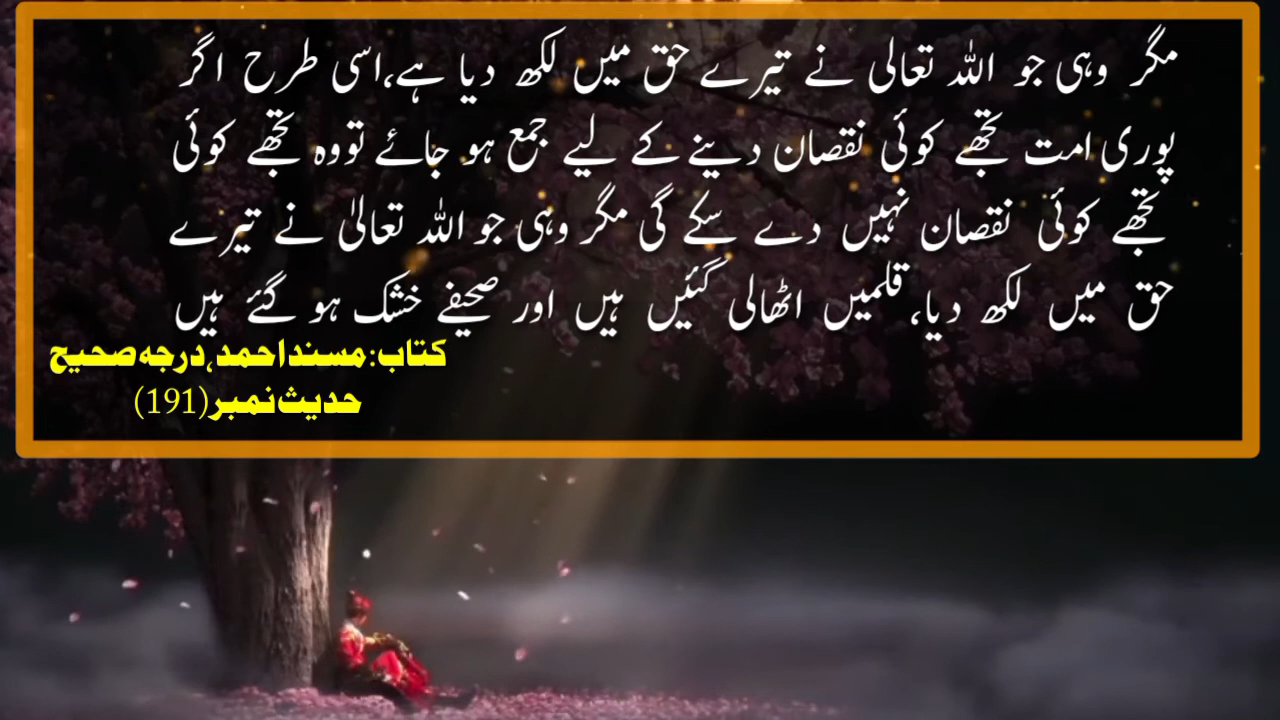 مگر وہی جو اللہ تعالی نے تیرے حق میں لکھ دیا ہے،اسی طرح اگر
پوری امت تجھے کوئی نقصان دینے کے لیے جمع ہو جائے تووہ تجھے کوئی
تجھے کوئی نقصان نہیں دے سکے گی مگر وہی جو اللہ تعالیٰ نے تیرے
حق میں لکھ دیا، قلمیں اٹھالی گئیں ہیں اور صحیفے خشک ہو گئے ہیں
کتاب:مسنداحمد،درجہ صحیح
حدیث نمبر(191)